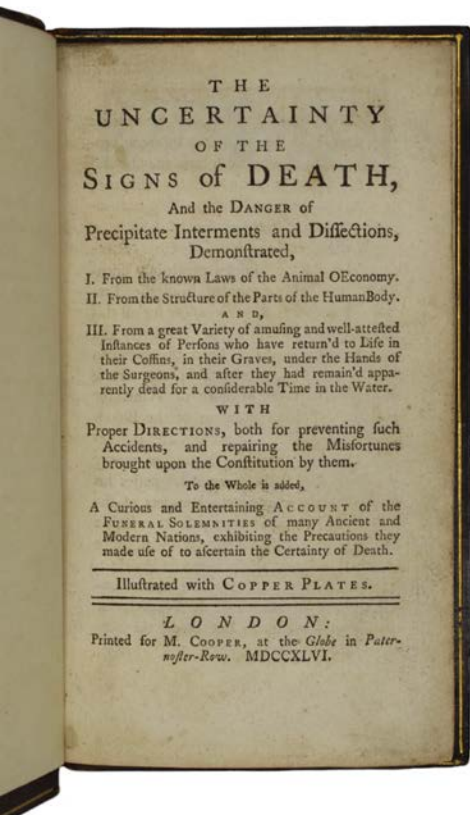 THE
UNCERTAINTY
OF THE
SIGNS of DEATH,
And the DANGER of
Precipitate Interments and Diſſections,
Demonſtrated,
I. From the known Laws of the Animal OEconomy.
II. From the Structure of the Parts of the Human Body.
AND,
III. From a great Variety of amuſing and well-atteſted
Inſtances of Perſons who have return'd to Life in
their Coffins, in their Graves, under the Hands of
the Surgeons, and after they had remain'd appa-
rently dead for a conſiderable Time in the Water.
WITH
Proper DIRECTIONS, both for preventing ſuch
Accidents, and repairing the Misfortunes
brought upon the Conſtitution by them.
To the Whole is added,
A Curious and Entertaining ACCOUNT of the
FUNERAL SOLEMNITIES of many Ancient and
Modern Nations, exhibiting the Precautions they
made uſe of to aſcertain the Certainty of Death.
Illuſtrated with COPPER PLATES.
LONDON:
Printed for M. COOPER, at the Globe in Pater-
noſter-Row. MDCCXLVI.